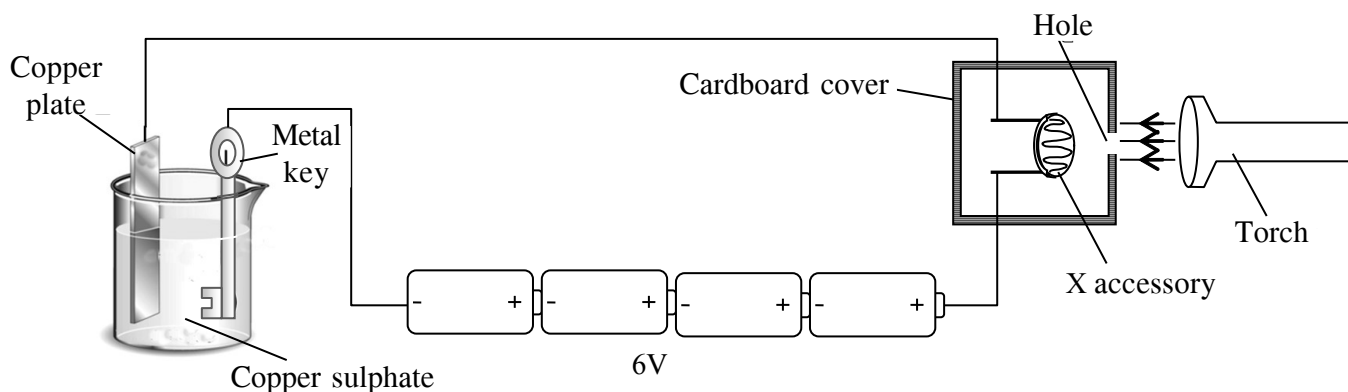 Hole
Copper
plate
Cardboard cover
Metal
key
Torch
X accessory
- + - + - + - +
6V
Copper sulphate